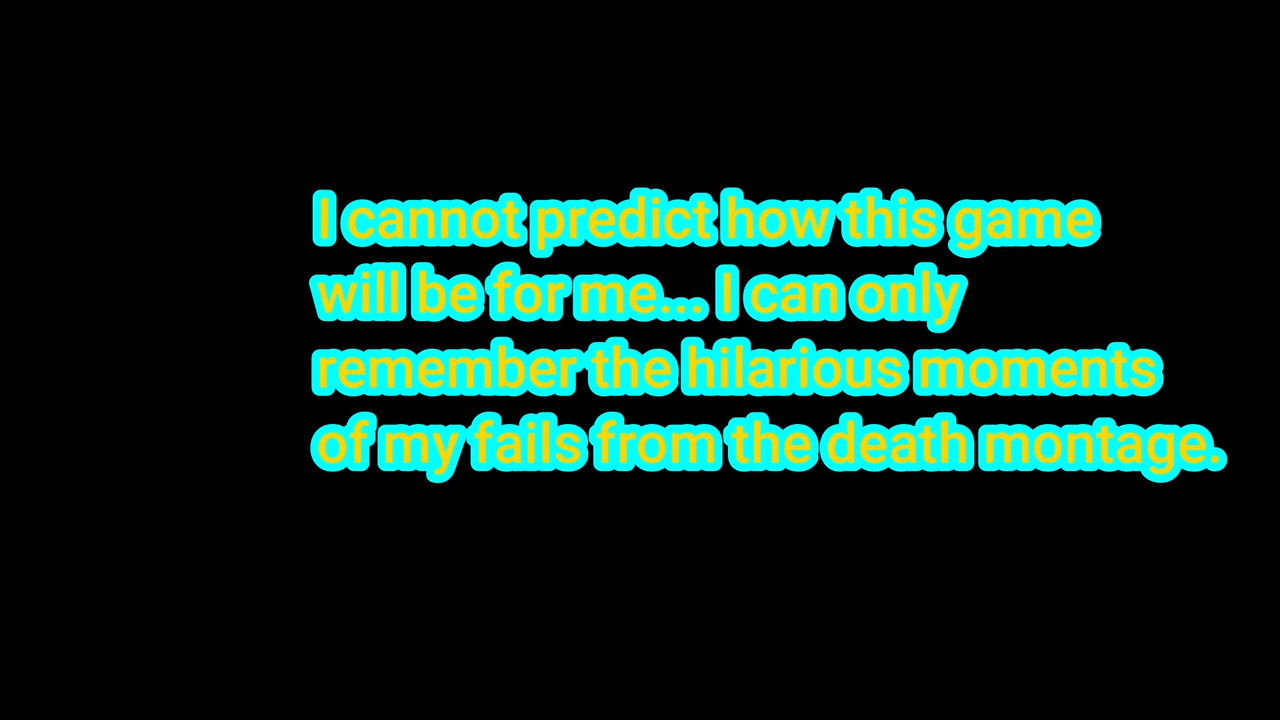 I cannot predict how this game
will be for me... I can only
remember the hilarious moments
of my fails from the death montage.